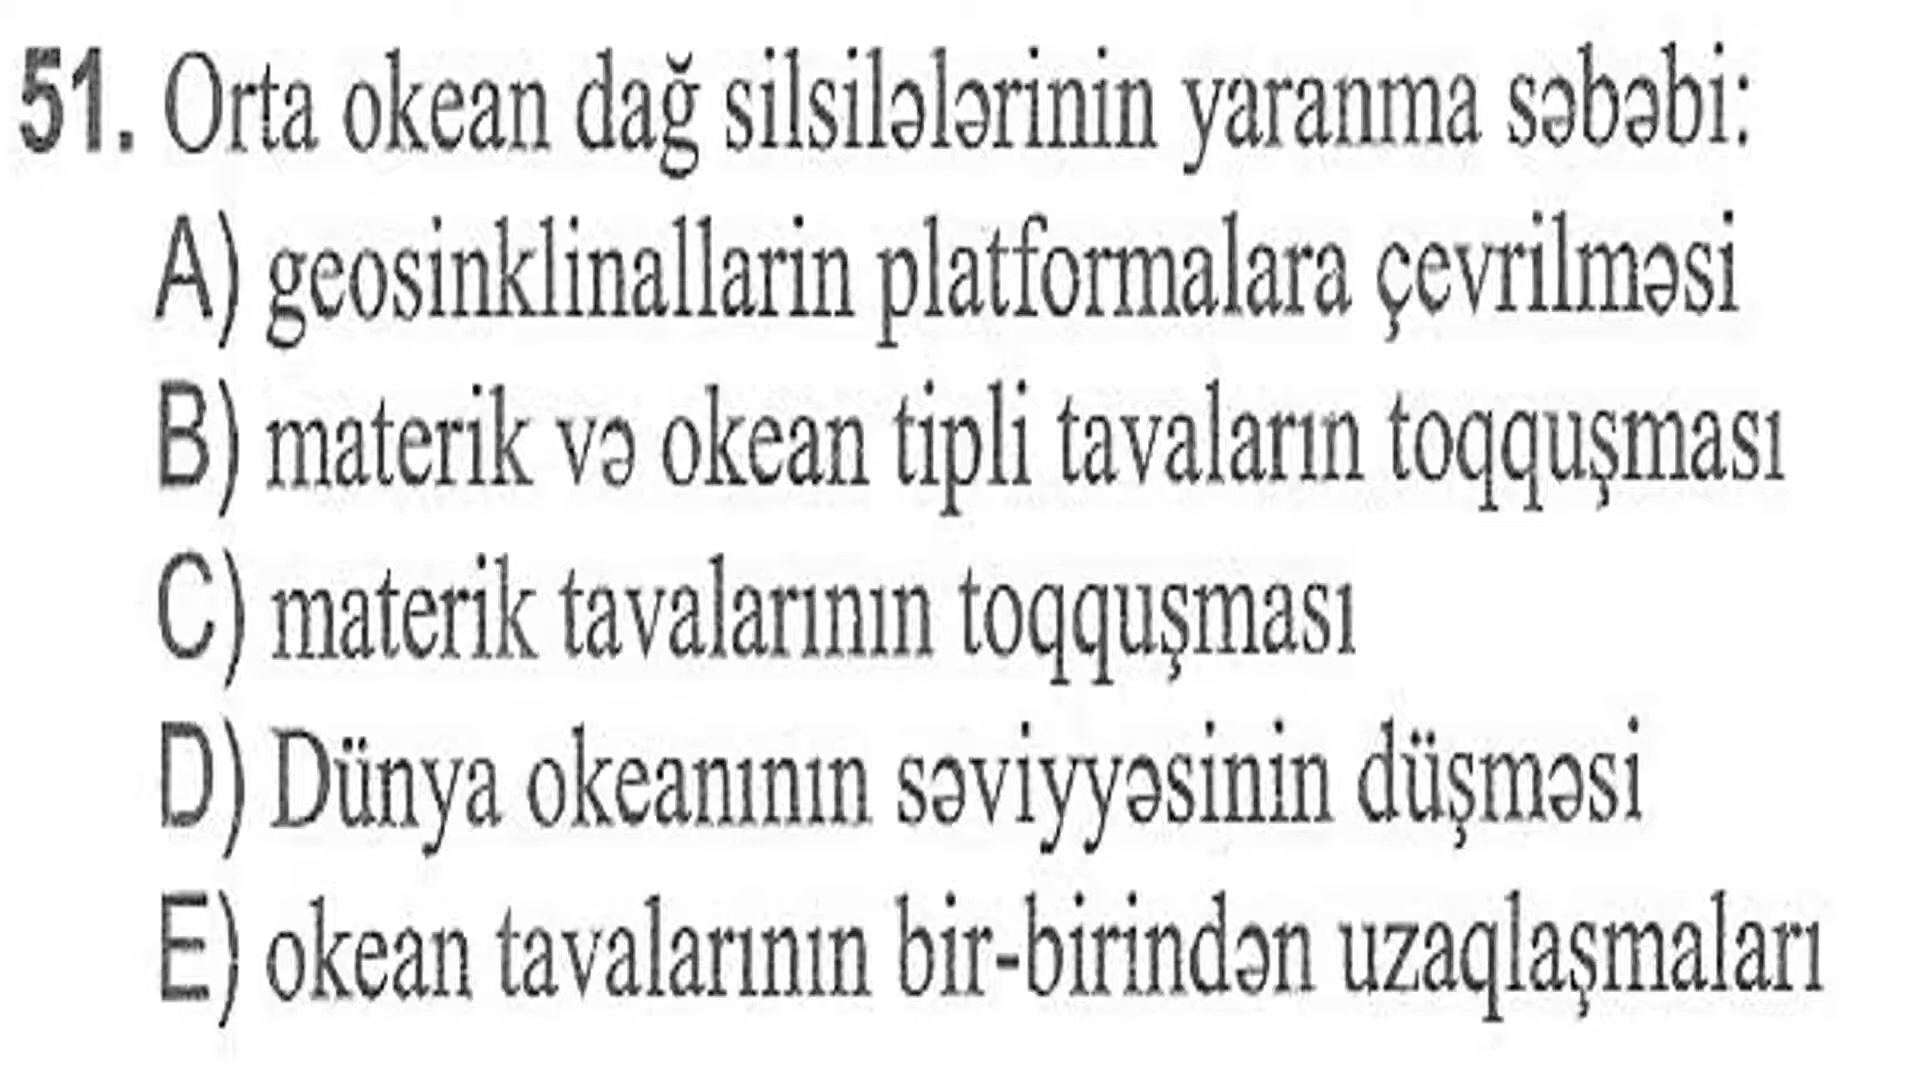 51. Orta okean dağ silsilələrinin yaranma səbəbi:
A) geosinklinallarin platformalara çevrilməsi
B) materik və okean tipli tavaların toqquşması
C) materik tavalarının toqquşması
D) Dünya okeanının səviyyəsinin düşməsi
E) okean tavalarının bir-birindən uzaqlaşmaları